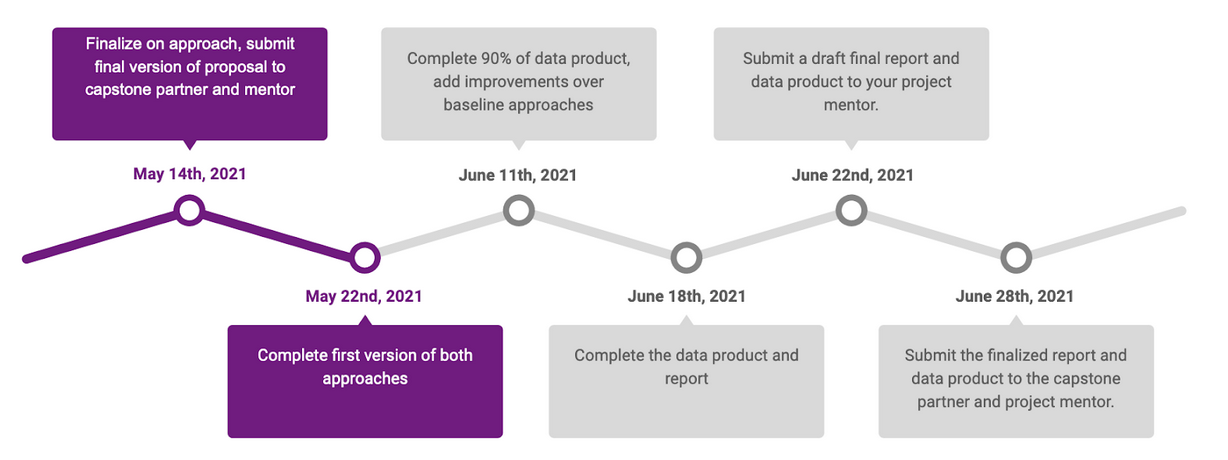 Finalize on approach, submit
final version of proposal to
capstone partner and mentor
May 14th, 2021
Complete 90% of data product,
add improvements over
baseline approaches
June 11th, 2021
Submit a draft final report and
data product to your project
mentor.
June 22nd, 2021
May 22nd, 2021
Complete first version of both
approaches
June 18th, 2021
Complete the data product and
report
June 28th, 2021
Submit the finalized report and
data product to the capstone
partner and project mentor.